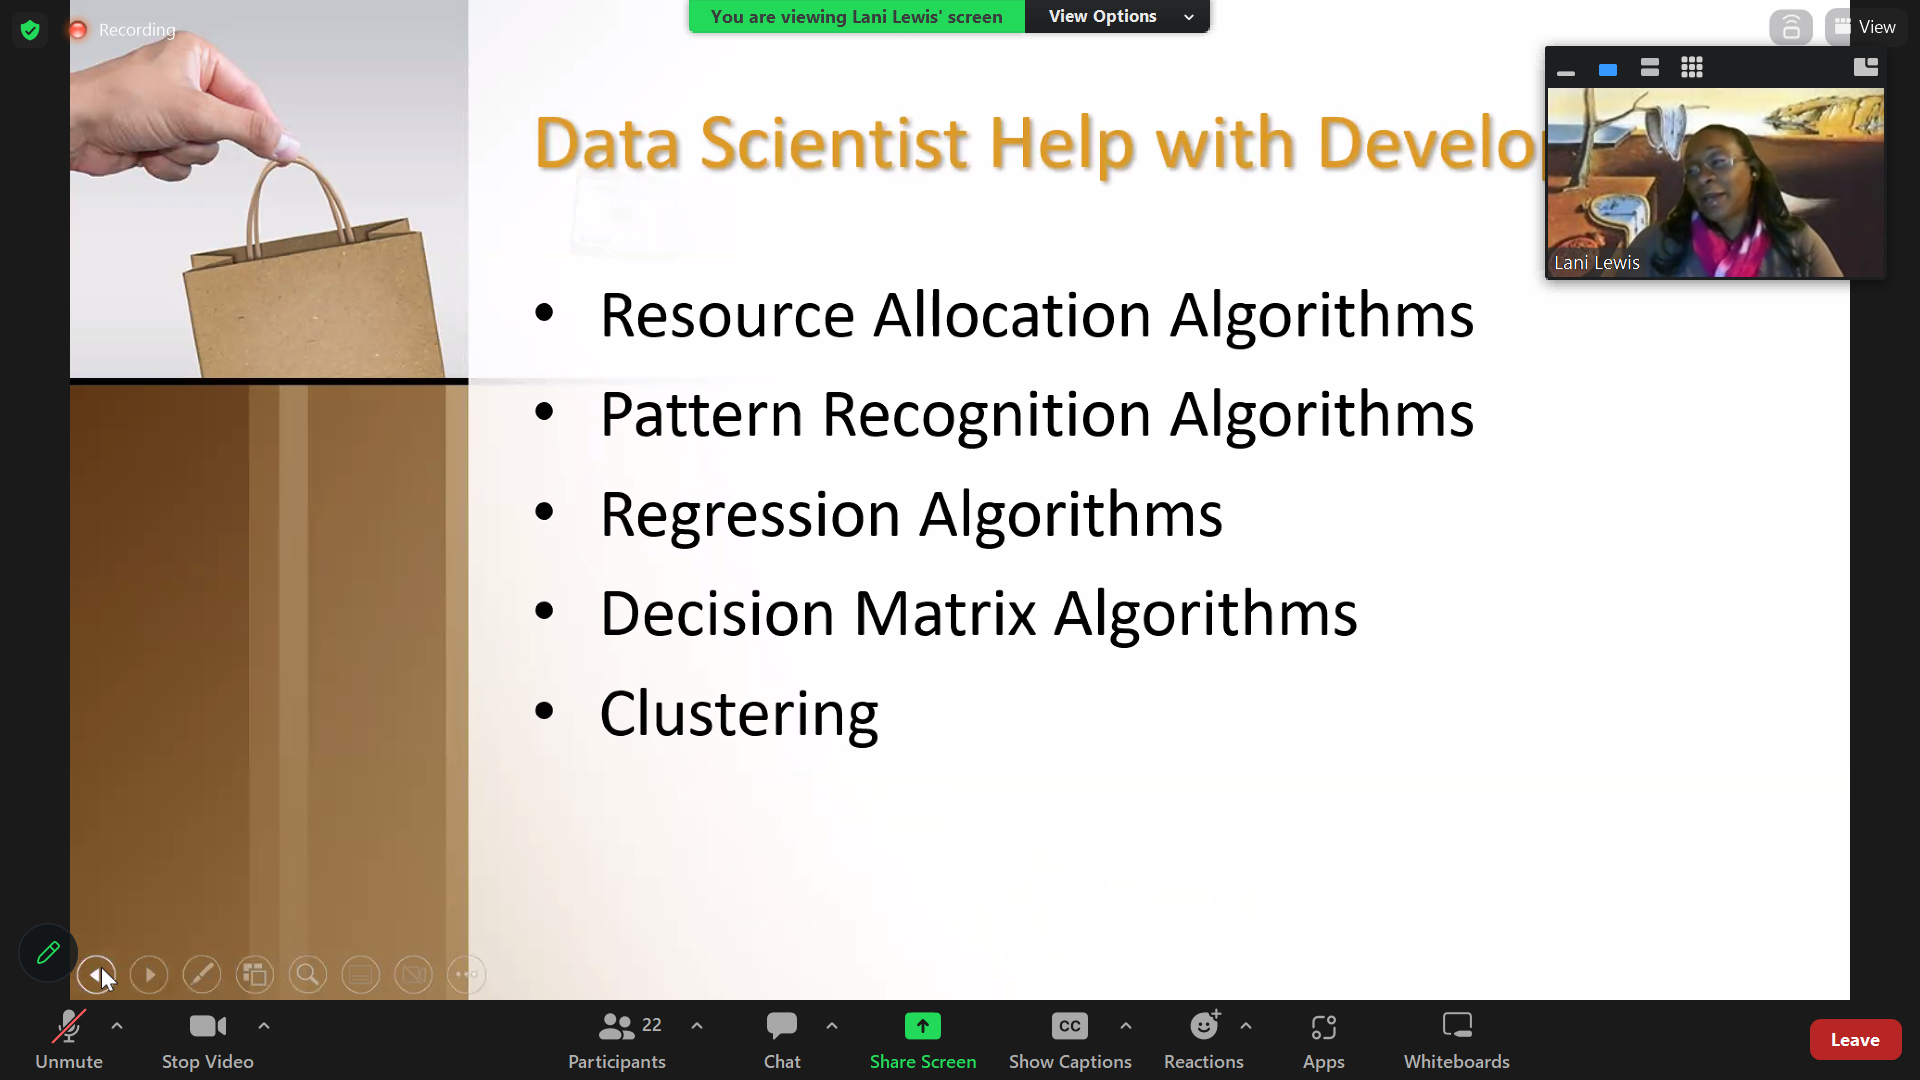 Recording
You are viewing Lani Lewis' screen
View Options
View
Data Scientist Help with Develo
Lani Lewis
• Resource Allocation Algorithms
• Pattern Recognition Algorithms
• Regression Algorithms
• Decision Matrix Algorithms
• Clustering
Unmute
Stop Video
Participants
22
Chat
Share Screen
CC
Show Captions
Reactions
Apps
Whiteboards
Leave